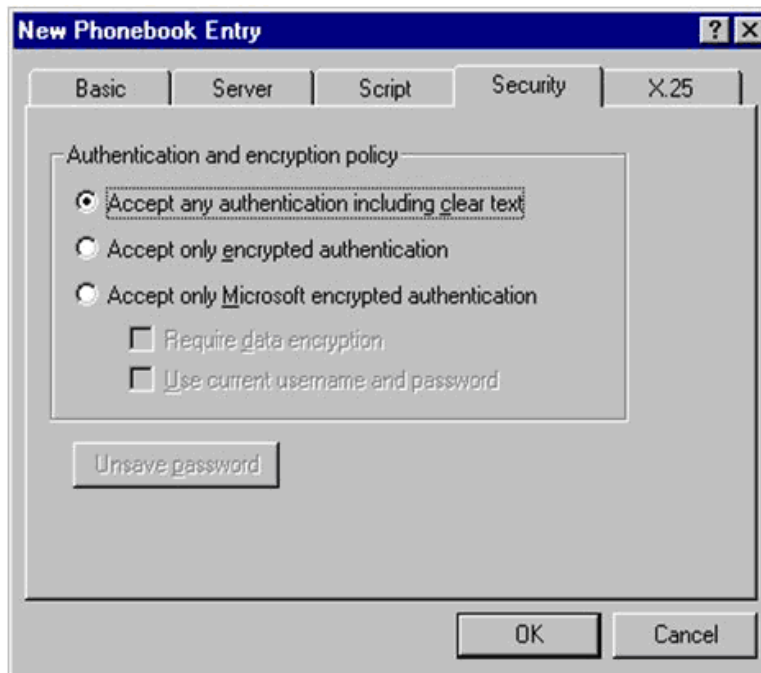 New Phonebook Entry
Basic Server Script Security X.25
Authentication and encryption policy
Accept any authentication including clear text
Accept only encrypted authentication
Accept only Microsoft encrypted authentication
Require data encryption
Use current username and password
Unsave password
OK Cancel